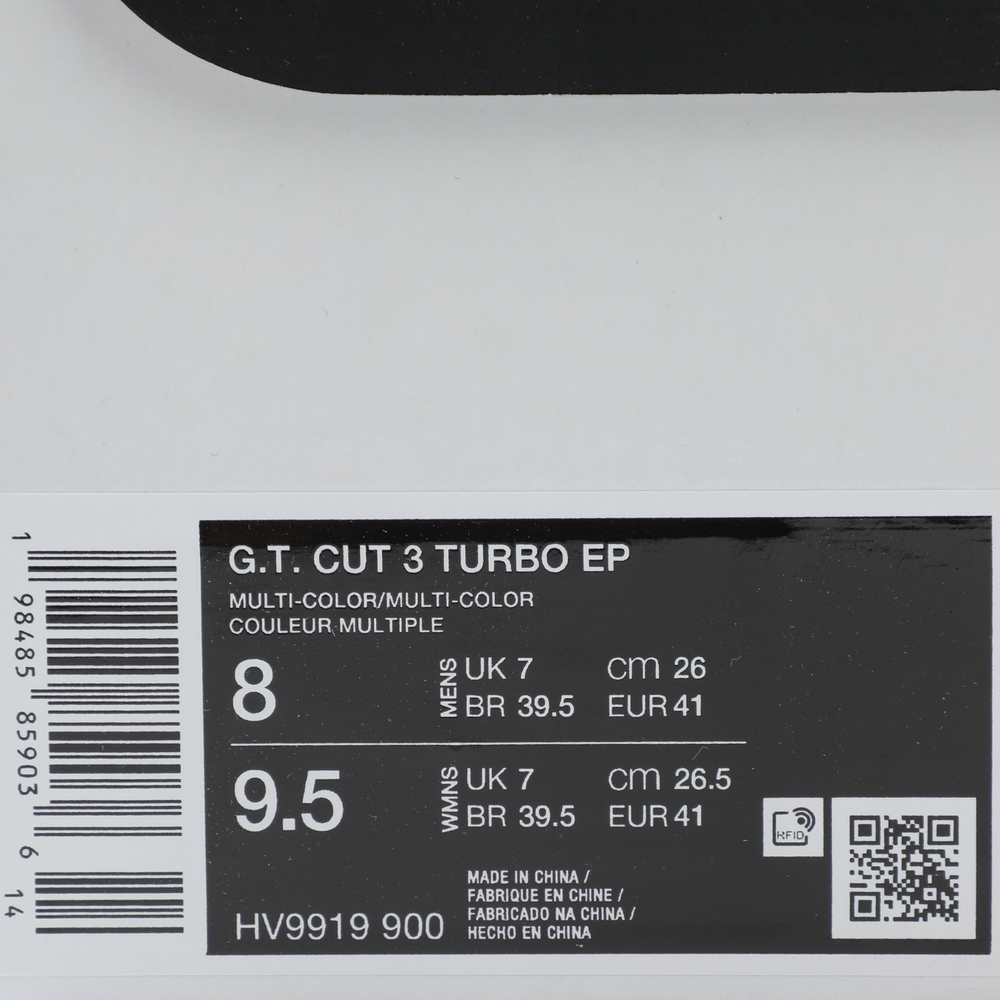 G.T. CUT 3 TURBO EP
MULTI-COLOR/MULTI-COLOR
COULEUR MULTIPLE
8
MENS
UK 7 cm 26
BR 39.5 EUR 41
9.5
WMNS
UK 7 cm 26.5
BR 39.5 EUR 41
RFID
HV9919 900
MADE IN CHINA /
FABRIQUE EN CHINE /
FABRICADO NA CHINA /
HECHO EN CHINA
1 98485 85903 6 14